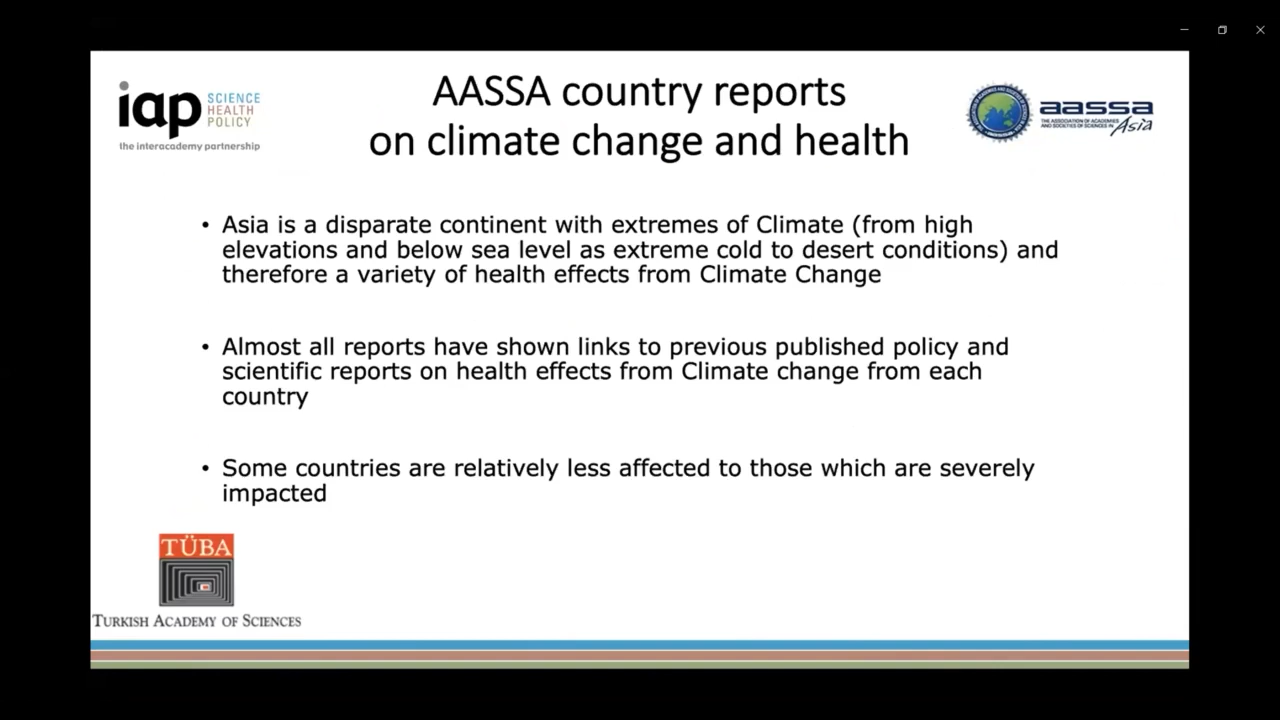 iap SCIENCE
HEALTH
POLICY
the interacademy partnership
AASSA country reports
on climate change and health
aassa
THE ASSOCIATION OF ACADEMIES
AND SOCIETIES OF SCIENCES IN
Asia
• Asia is a disparate continent with extremes of Climate (from high
elevations and below sea level as extreme cold to desert conditions) and
therefore a variety of health effects from Climate Change
• Almost all reports have shown links to previous published policy and
scientific reports on health effects from Climate change from each
country
• Some countries are relatively less affected to those which are severely
impacted
TÜBA
TURKISH ACADEMY OF SCIENCES